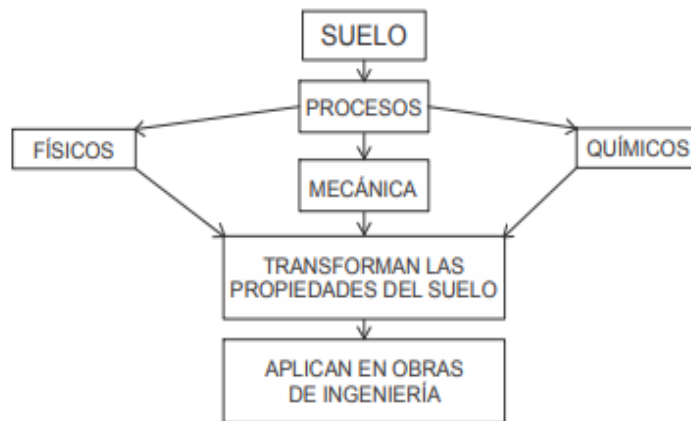 SUELO
PROCESOS
FÍSICOS
QUÍMICOS
MECÁNICA
TRANSFORMAN LAS
PROPIEDADES DEL SUELO
APLICAN EN OBRAS
DE INGENIERÍA